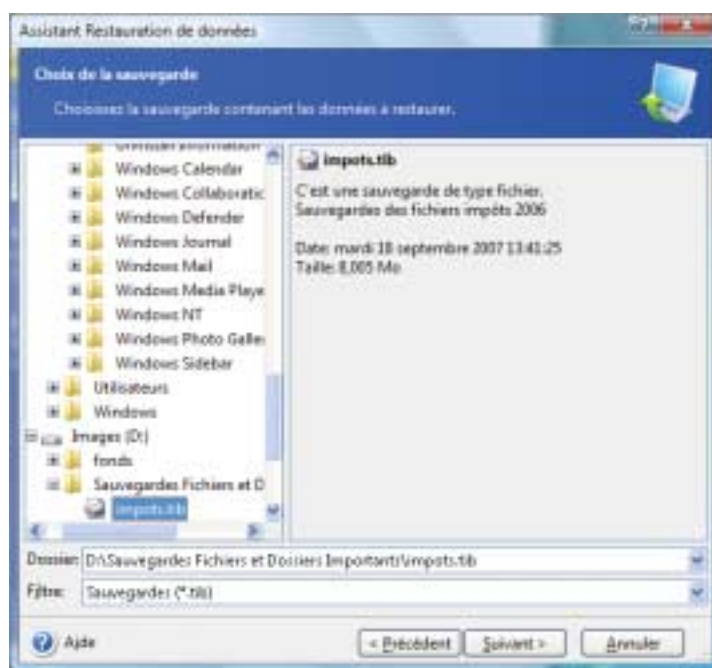 Assistant Restauration de données
Choix de la sauvegarde
Choisissez la sauvegarde contenant les données à restaurer.
Uninstall Information
Windows Calendar
Windows Collaboratic
Windows Defender
Windows Journal
Windows Mail
Windows Media Playe
Windows NT
Windows Photo Galle
Windows Sidebar
Utilisateurs
Windows
Images (D:)
fonds
Sauvegardes Fichiers et D
impots.tib
impots.tib
C'est une sauvegarde de type fichier.
Sauvegardes des fichiers impôts 2006
Date: mardi 18 septembre 2007 13:41:25
Taille: 8,005 Mo
Dossier: D:\Sauvegardes Fichiers et Dossiers Importants\impots.tib
Filtre: Sauvegardes (*.tib)
Aide
< Précédent
Suivant >
Annuler